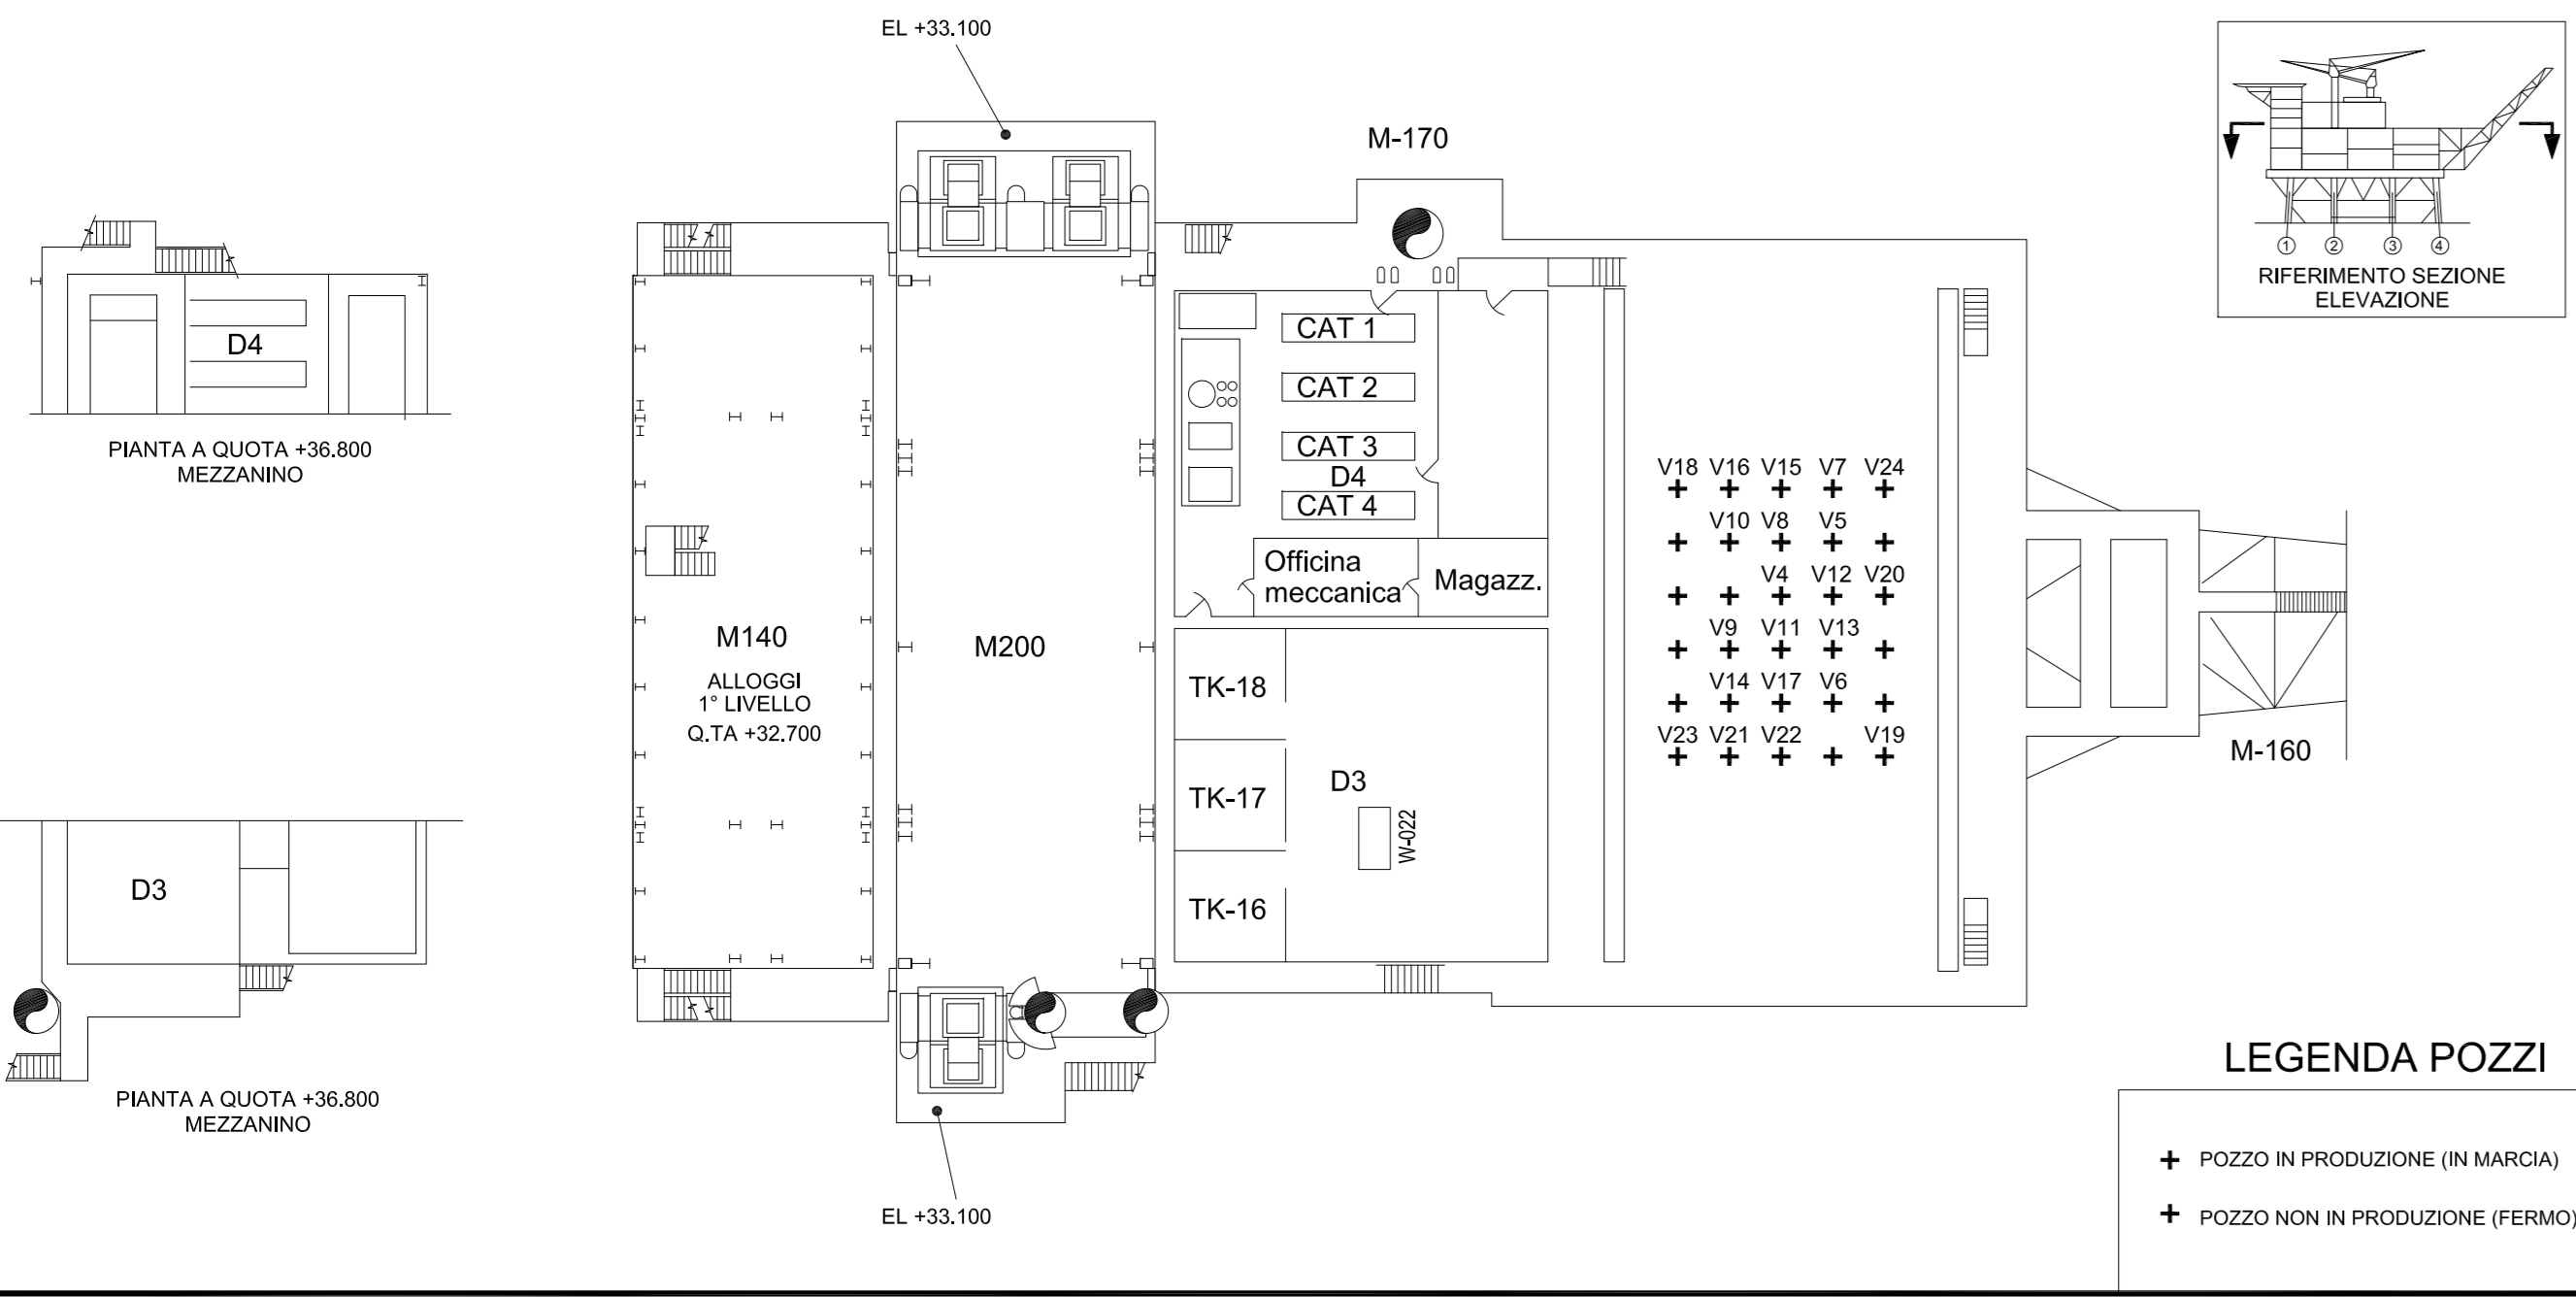 EL +33.100
M-170
RIFERIMENTO SEZIONE
ELEVAZIONE
1 2 3 4
D4
PIANTA A QUOTA +36.800
MEZZANINO
CAT 1
CAT 2
CAT 3
D4
CAT 4
Officina
meccanica
Magazz.
V18 V16 V15 V7 V24
V10 V8 V5
V4 V12 V20
V9 V11 V13
V14 V17 V6
V23 V21 V22 V19
M140
ALLOGGI
1° LIVELLO
Q.TA +32.700
M200
TK-18
TK-17
TK-16
D3
W-022
M-160
D3
PIANTA A QUOTA +36.800
MEZZANINO
EL +33.100
LEGENDA POZZI
POZZO IN PRODUZIONE (IN MARCIA)
POZZO NON IN PRODUZIONE (FERMO)